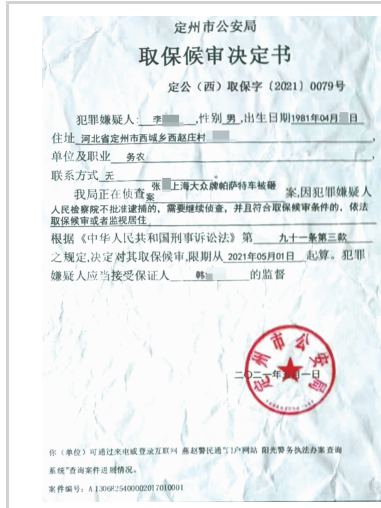 定州市公安局
取保候审决定书
定公（西）取保字〔2021〕0079号
犯罪嫌疑人：李 ,性别 男 ,出生日期1981年04月 日
住址 河北省定州市西城乡西赵庄村
单位及职业 务农
联系方式 无
我局正在侦查 张 上海大众牌帕萨特车被砸案 案,因犯罪嫌疑人
人民检察院不批准逮捕的，需要继续侦查，并且符合取保候审条件的，依法
取保候审或者监视居住
根据《中华人民共和国刑事诉讼法》第 九十一条第三款
之规定,决定对其取保候审,限期从 2021年05月01日 起算。犯罪
嫌疑人应当接受保证人 韩 的监督
定州市公安局
二〇二一年 月一日
你（单位）可通过来电或登录互联网 燕赵警民通"门户网站 阳光警务执法办案查询
系统"查询案件进展情况。
案件编号：A1306825400002017010001